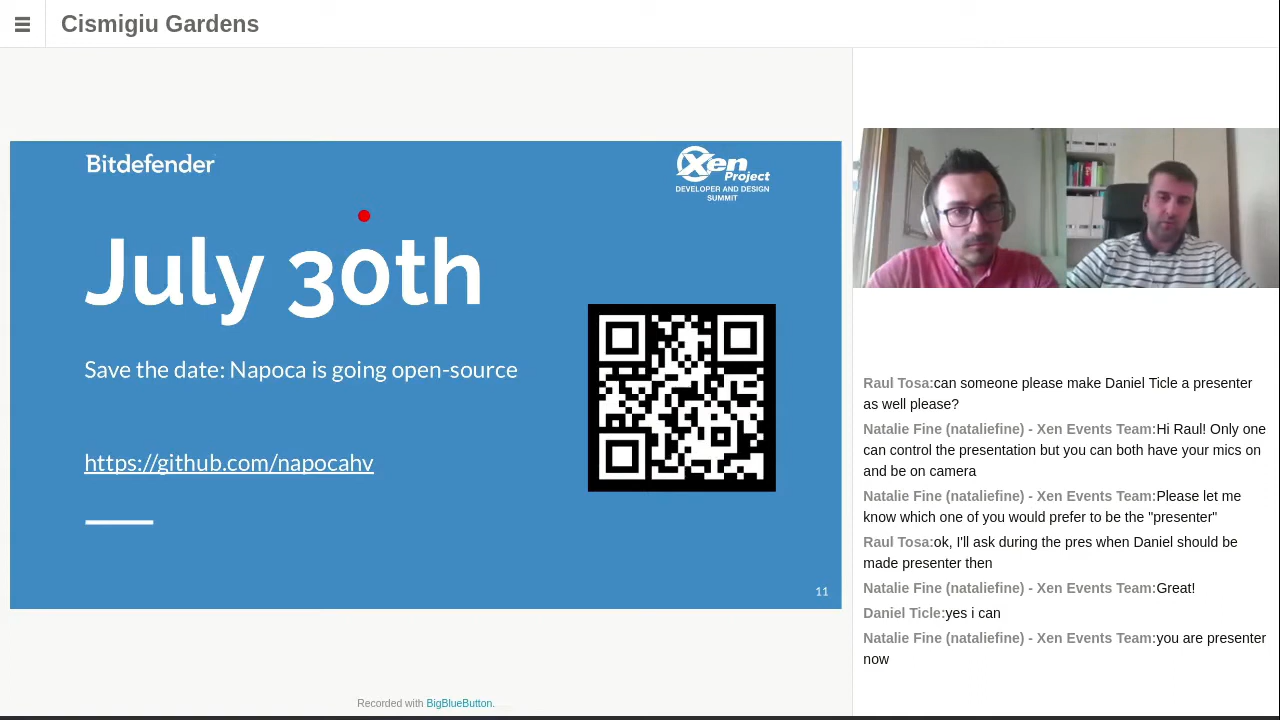 Cismigiu Gardens
Bitdefender
Xen
Project
DEVELOPER AND DESIGN
SUMMIT
July 30th
Save the date: Napoca is going open-source
https://github.com/napocahv
11
Raul Tosa:can someone please make Daniel Ticle a presenter
as well please?
Natalie Fine (nataliefine) - Xen Events Team:Hi Raul! Only one
can control the presentation but you can both have your mics on
and be on camera
Natalie Fine (nataliefine) - Xen Events Team:Please let me
know which one of you would prefer to be the "presenter"
Raul Tosa:ok, I'll ask during the pres when Daniel should be
made presenter then
Natalie Fine (nataliefine) - Xen Events Team:Great!
Daniel Ticle:yes i can
Natalie Fine (nataliefine) - Xen Events Team:you are presenter
now
Recorded with BigBlueButton.